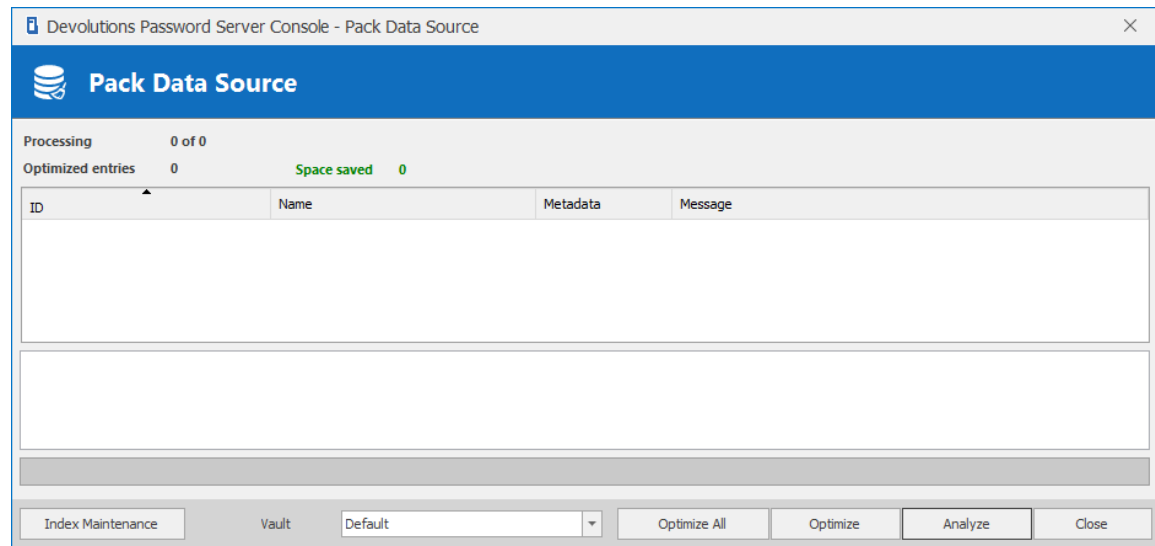 Devolutions Password Server Console - Pack Data Source
Pack Data Source
Processing 0 of 0
Optimized entries 0 Space saved 0
ID Name Metadata Message
Index Maintenance Vault Default Optimize All Optimize Analyze Close